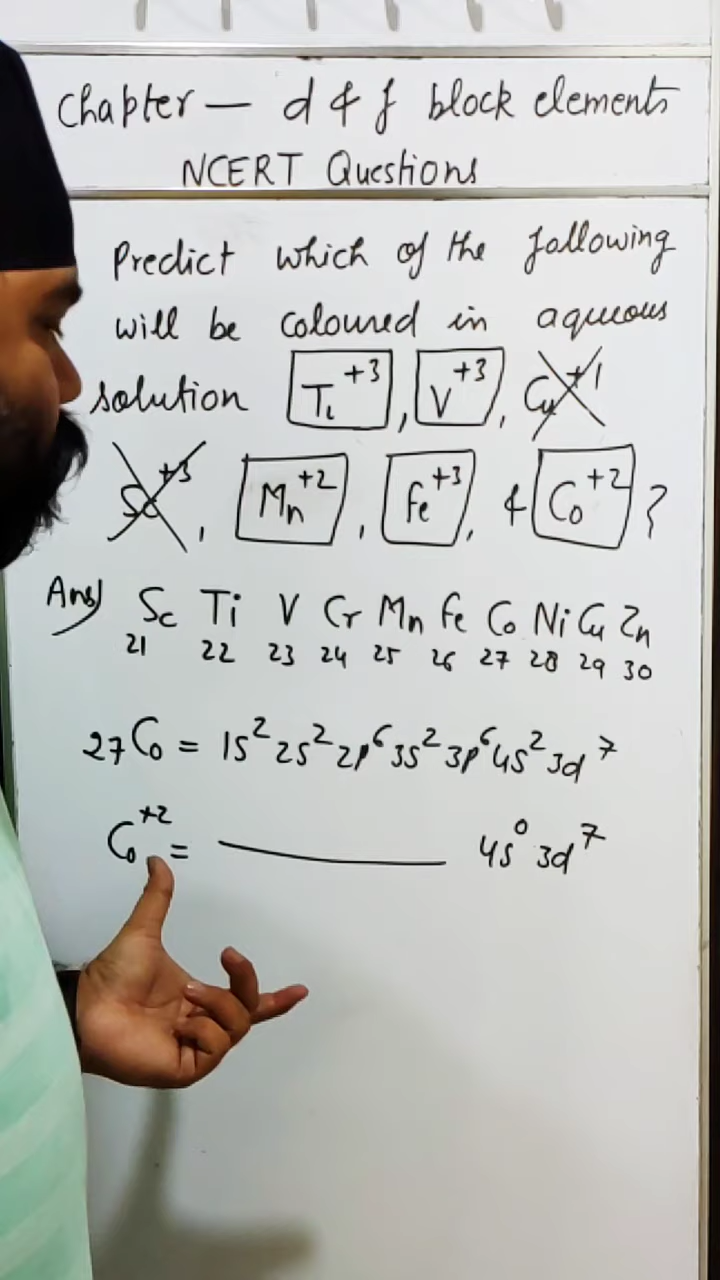 Chapter — d & f block elements
NCERT Questions
Predict which of the following
will be coloured in aqueous
solution Ti+3, V+3, Cu+1
Sc+3, Mn+2, Fe+3, & Co+2?
Ans) Sc Ti V Cr Mn Fe Co Ni Cu Zn
21 22 23 24 25 26 27 28 29 30
27Co = 1s2 2s2 2p6 3s2 3p6 4s2 3d7
Co+2 = ——— 4s0 3d7